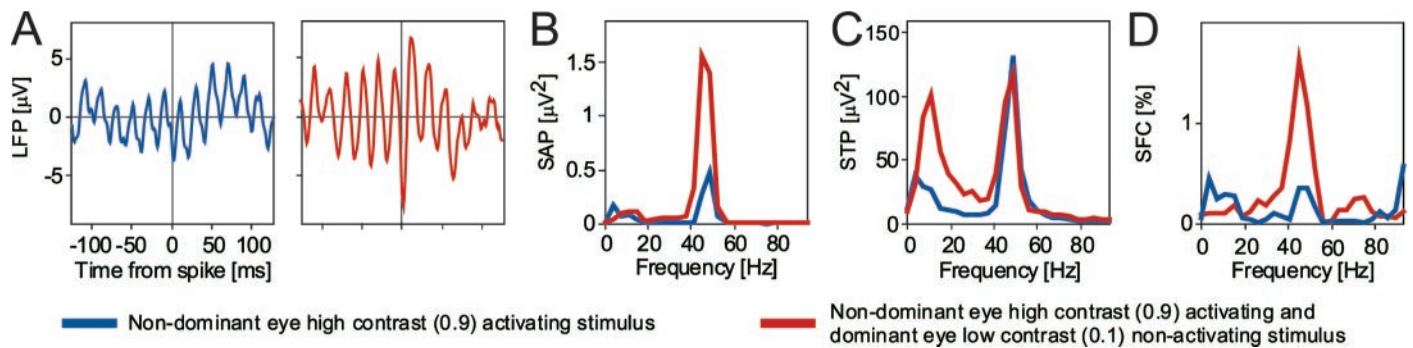 A
LFP [μV]
5
0
-5
-100 -50 0 50 100
Time from spike [ms]
B
SAP [μV²]
1.5
1
0.5
0
0 20 40 60 80
Frequency [Hz]
C
STP [μV²]
150
100
50
0
0 20 40 60 80
Frequency [Hz]
D
SFC [%]
1
0
0 20 40 60 80
Frequency [Hz]
Non-dominant eye high contrast (0.9) activating stimulus
Non-dominant eye high contrast (0.9) activating and
dominant eye low contrast (0.1) non-activating stimulus